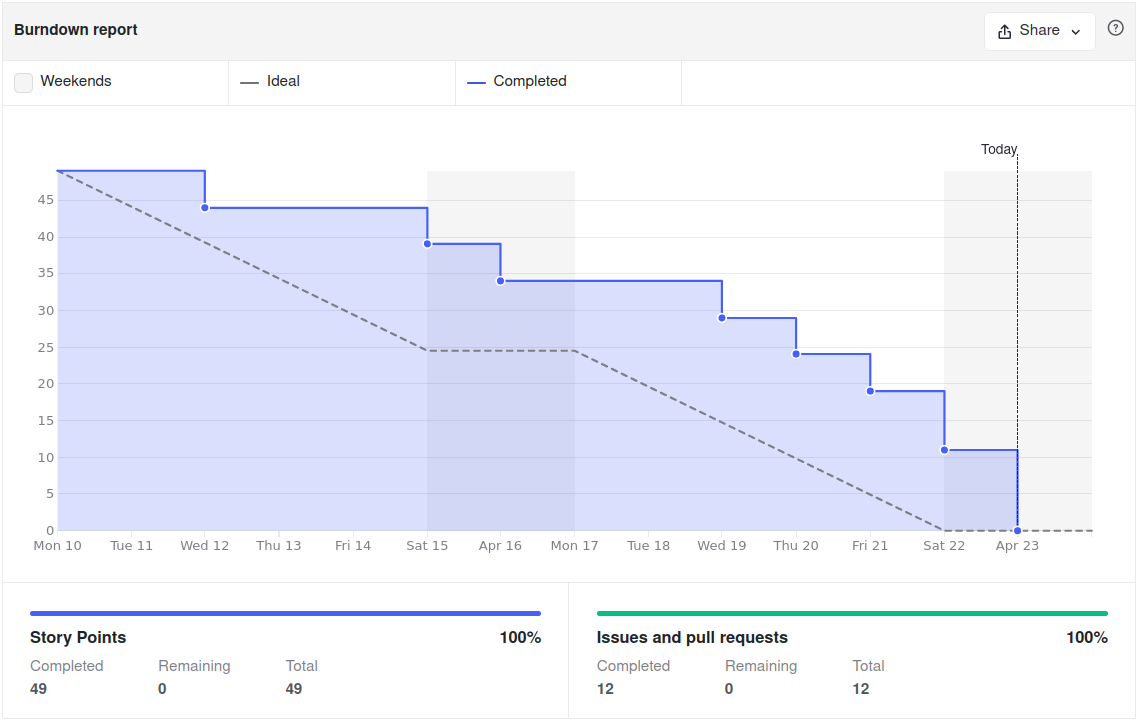 Burndown report
Share
?
Weekends
Ideal
Completed
Today
45
40
35
30
25
20
15
10
5
0
Mon 10 Tue 11 Wed 12 Thu 13 Fri 14 Sat 15 Apr 16 Mon 17 Tue 18 Wed 19 Thu 20 Fri 21 Sat 22 Apr 23
Story Points 100%
Completed Remaining Total
49 0 49
Issues and pull requests 100%
Completed Remaining Total
12 0 12